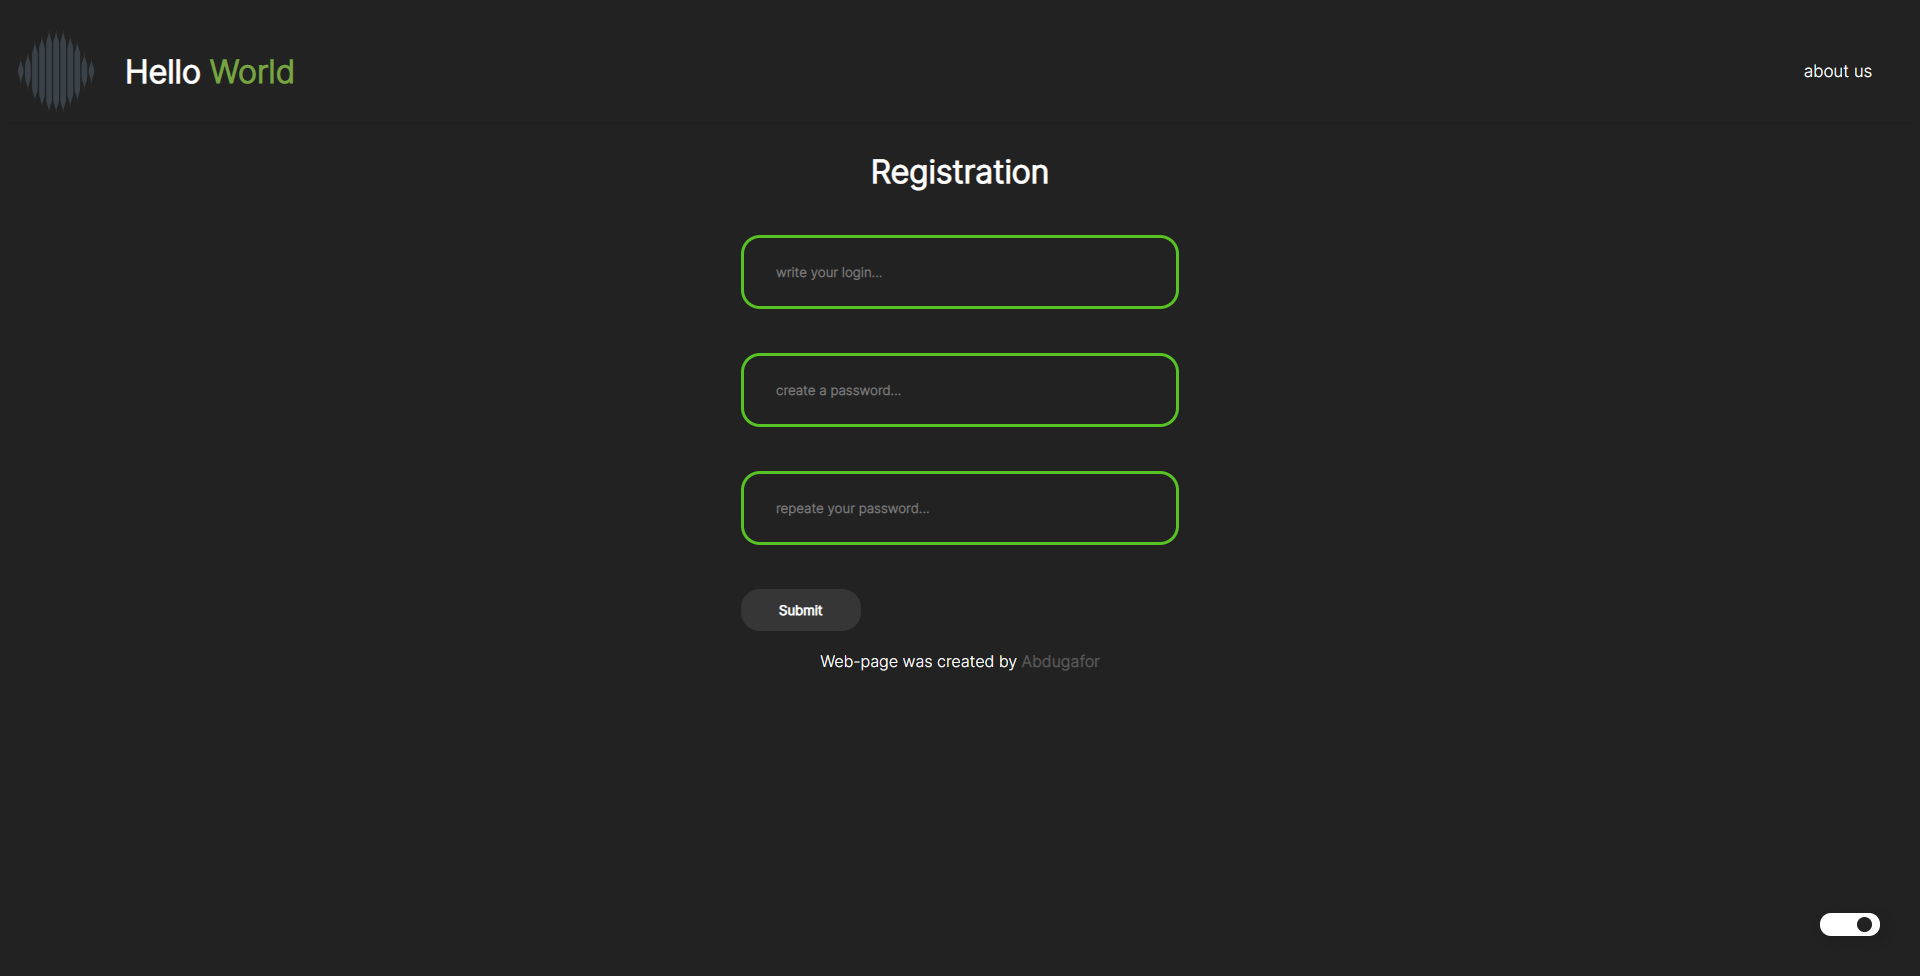 Hello World
about us
Registration
write your login...
create a password...
repeate your password...
Submit
Web-page was created by Abdugafor